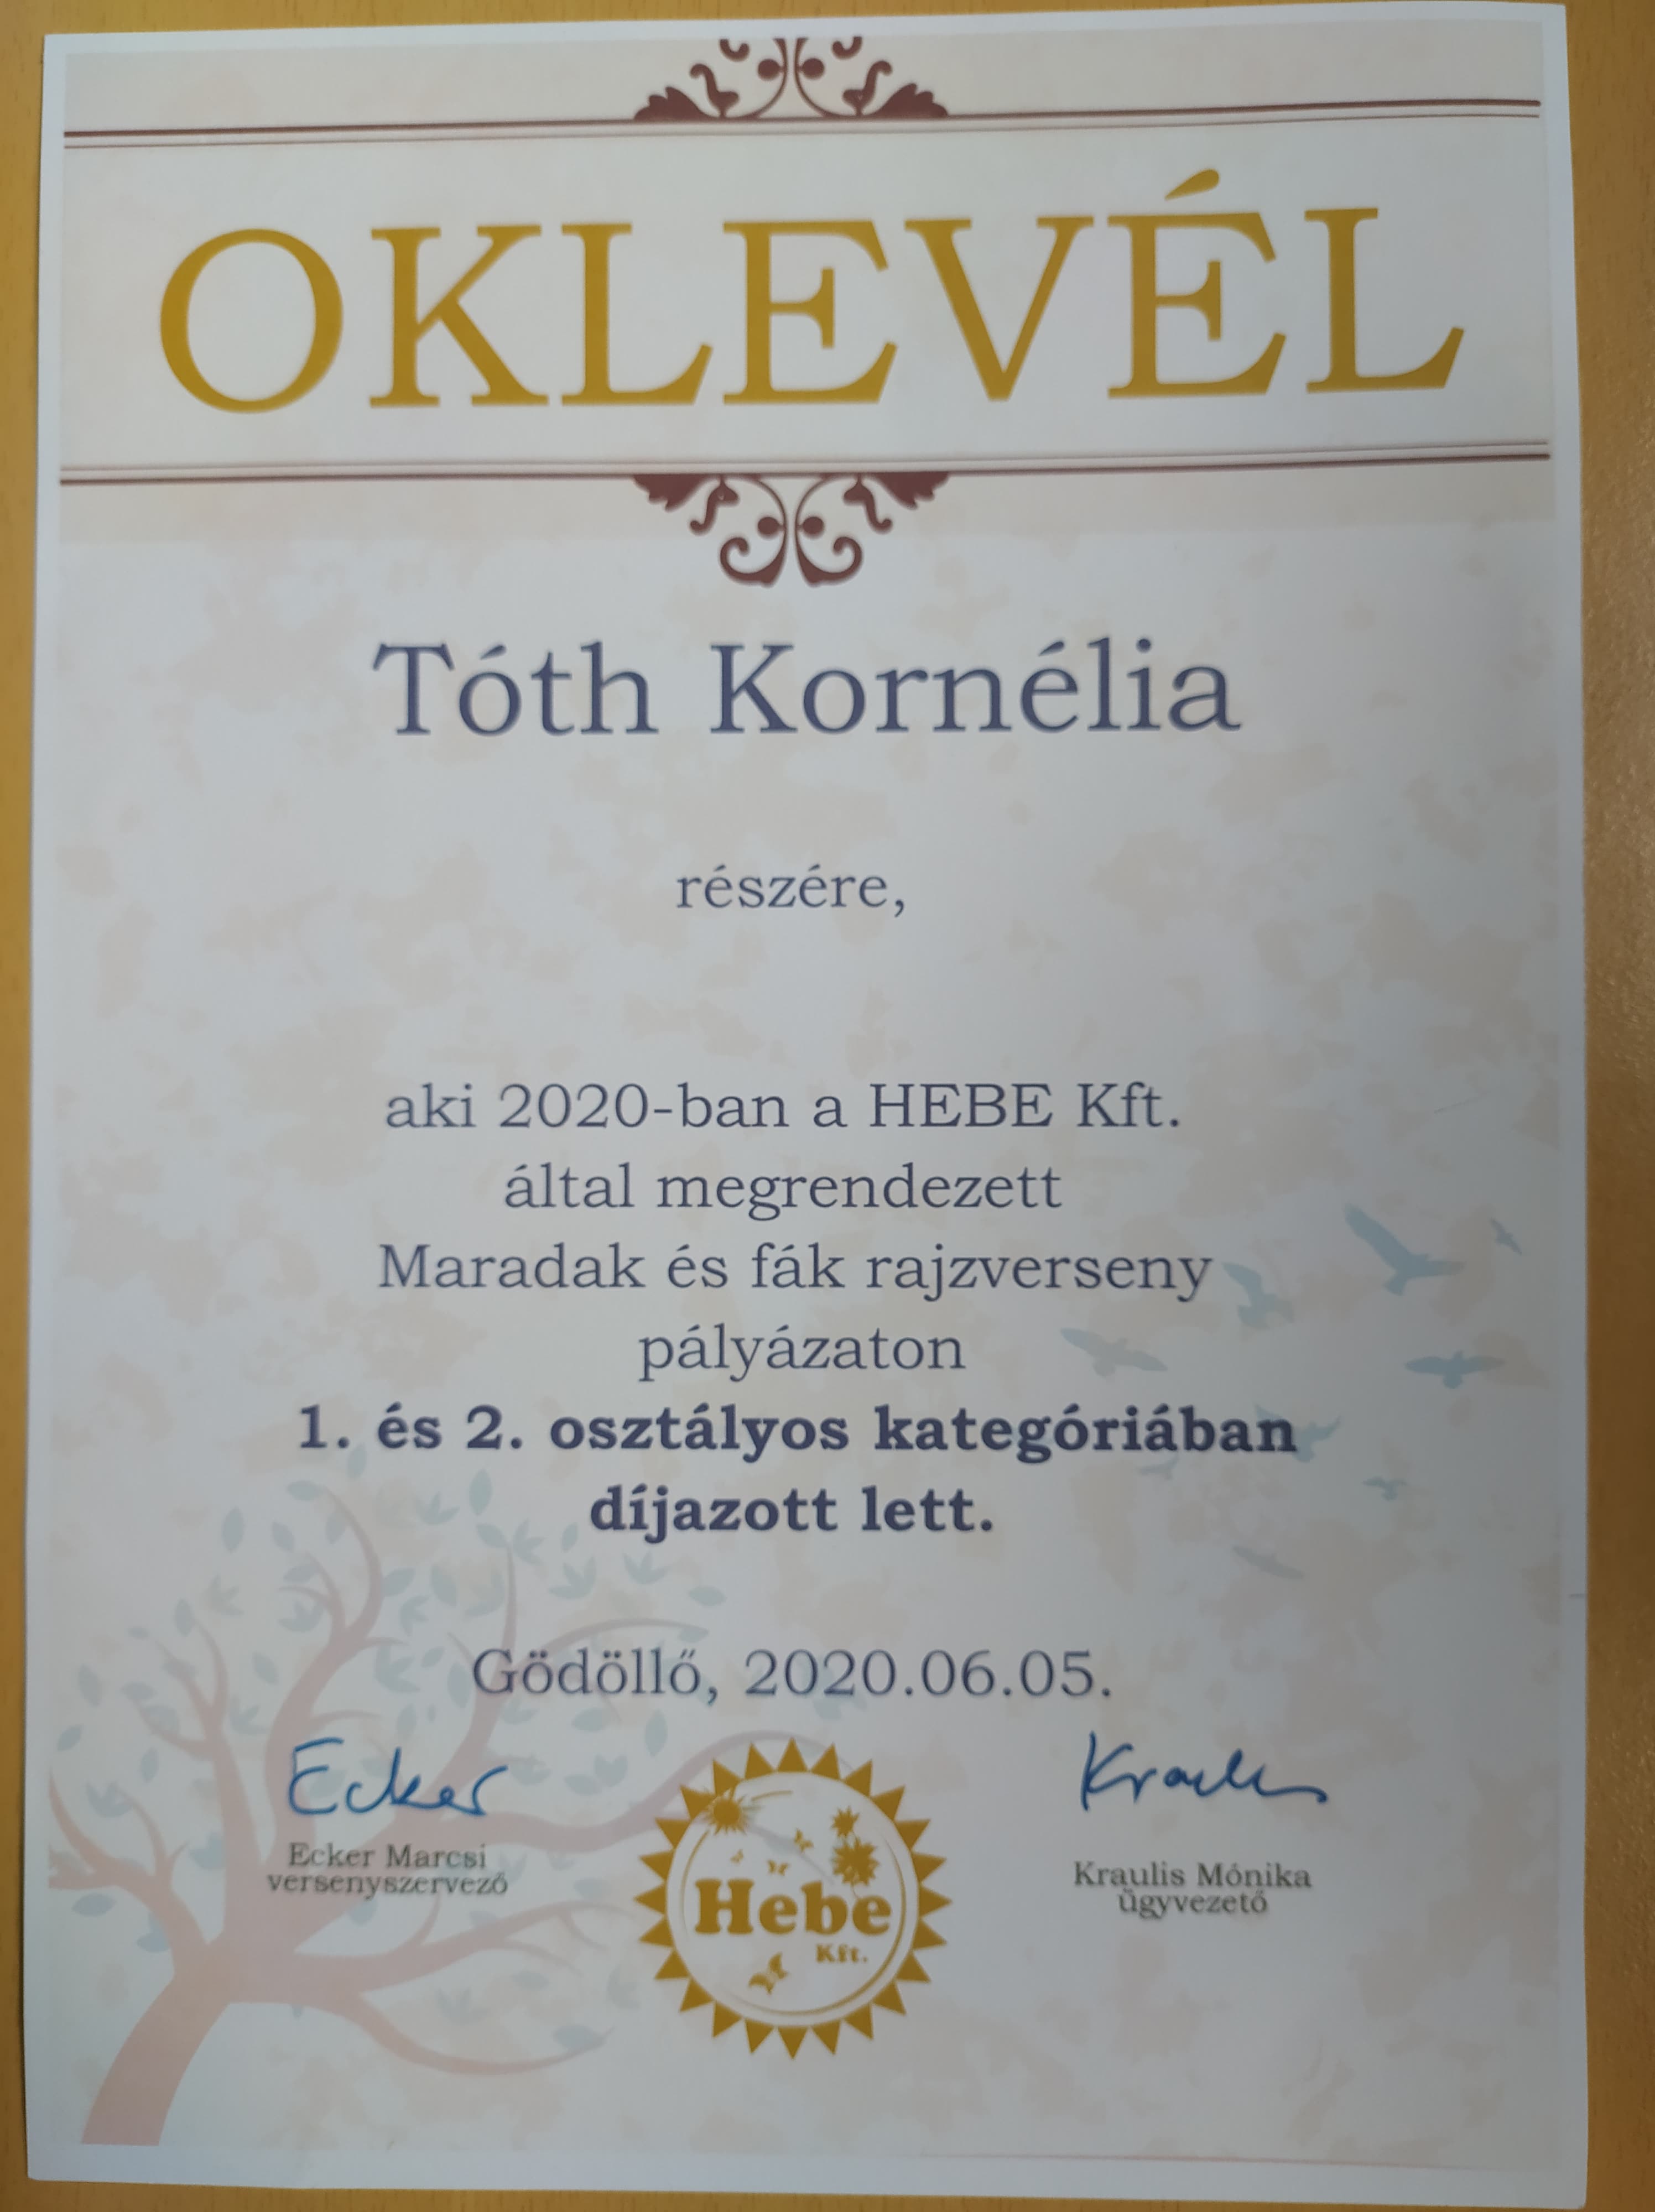 OKLEVÉL
Tóth Kornélia
részére,
aki 2020-ban a HEBE Kft.
által megrendezett
Maradak és fák rajzverseny
pályázaton
1. és 2. osztályos kategóriában
díjazott lett.
Gödöllő, 2020.06.05.
Ecker
Ecker Marcsi
versenyszervező
Hebe
Kft.
Kraulis
Kraulis Mónika
ügyvezető